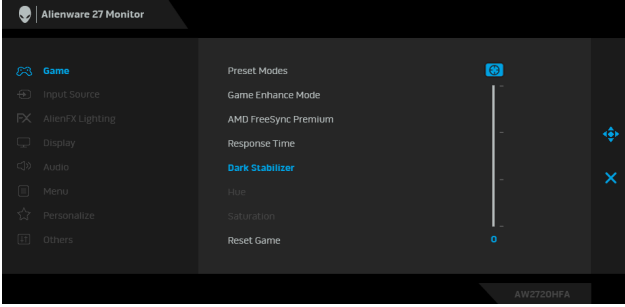 Alienware 27 Monitor
Game
Input Source
AlienFX Lighting
Display
Audio
Menu
Personalize
Others
Preset Modes
Game Enhance Mode
AMD FreeSync Premium
Response Time
Dark Stabilizer
Hue
Saturation
Reset Game
0
AW2720HFA